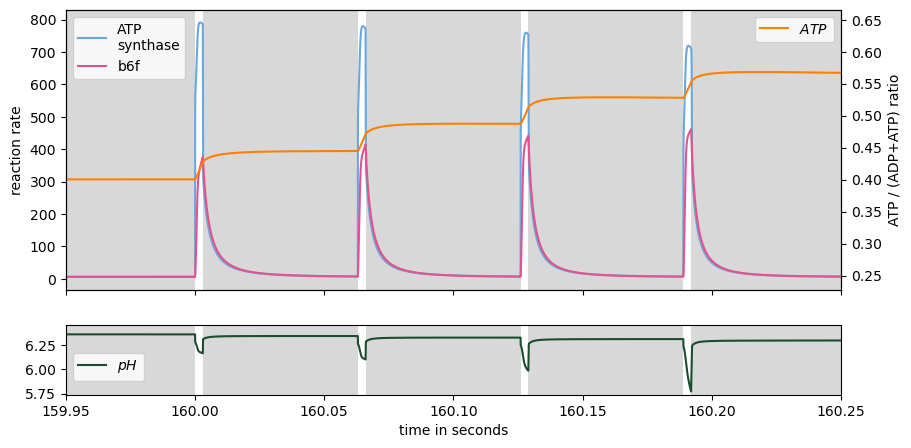 800
700
600
500
400
300
200
100
0
reaction rate
ATP
synthase
b6f
ATP
0.65
0.60
0.55
0.50
0.45
0.40
0.35
0.30
0.25
ATP / (ADP+ATP) ratio
6.25
6.00
5.75
pH
159.95 160.00 160.05 160.10 160.15 160.20 160.25
time in seconds